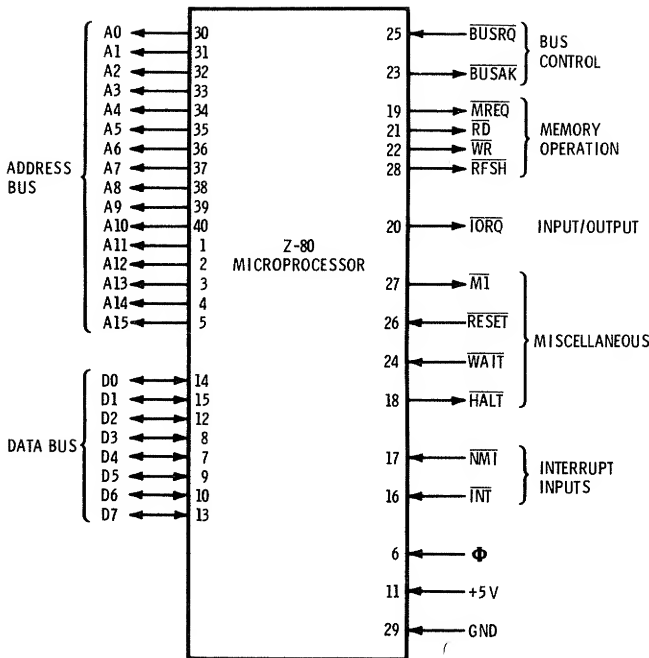 ADDRESS
BUS
A0 30
A1 31
A2 32
A3 33
A4 34
A5 35
A6 36
A7 37
A8 38
A9 39
A10 40
A11 1
A12 2
A13 3
A14 4
A15 5
DATA BUS
D0 14
D1 15
D2 12
D3 8
D4 7
D5 9
D6 10
D7 13
Z-80
MICROPROCESSOR
25 BUSRQ
23 BUSAK
BUS
CONTROL
19 MREQ
21 RD
22 WR
28 RFSH
MEMORY
OPERATION
20 IORQ INPUT/OUTPUT
27 M1
26 RESET
24 WAIT
18 HALT
MISCELLANEOUS
17 NMI
16 INT
INTERRUPT
INPUTS
6 Φ
11 +5V
29 GND